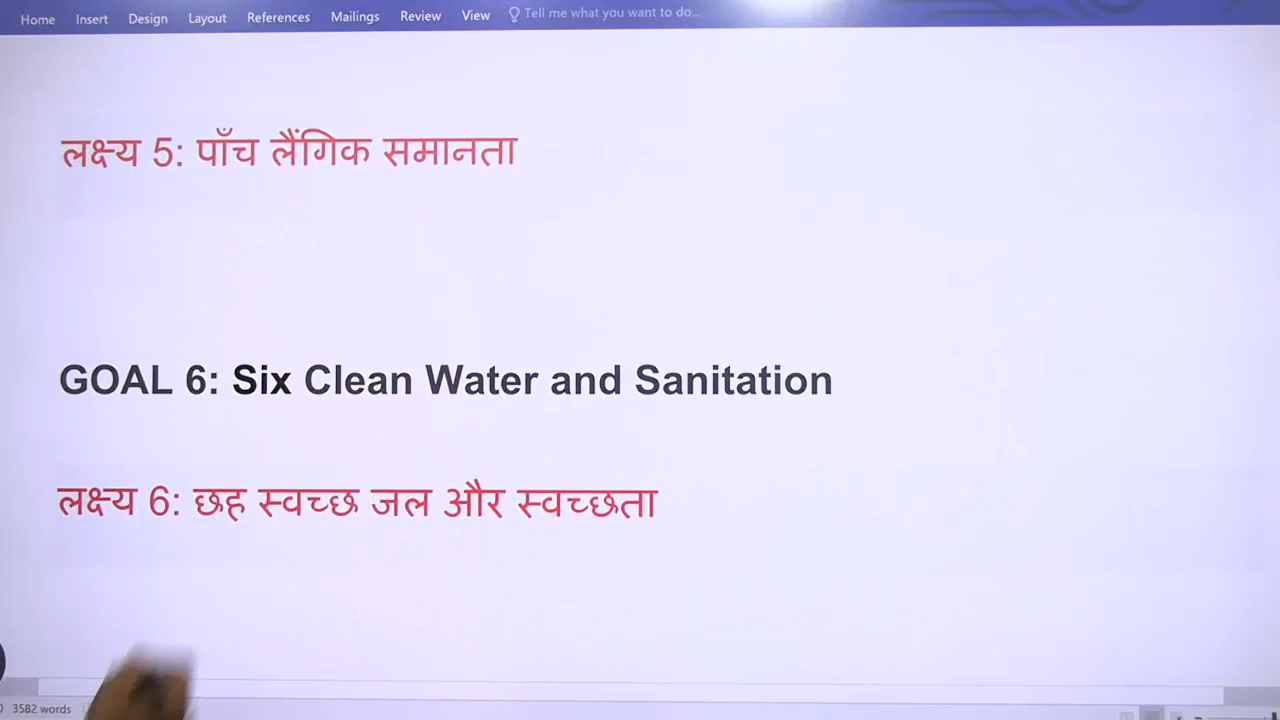 Home Insert Design Layout References Mailings Review View Tell me what you want to do...
लक्ष्य 5: पाँच लैंगिक समानता
GOAL 6: Six Clean Water and Sanitation
लक्ष्य 6: छह स्वच्छ जल और स्वच्छता
3582 words